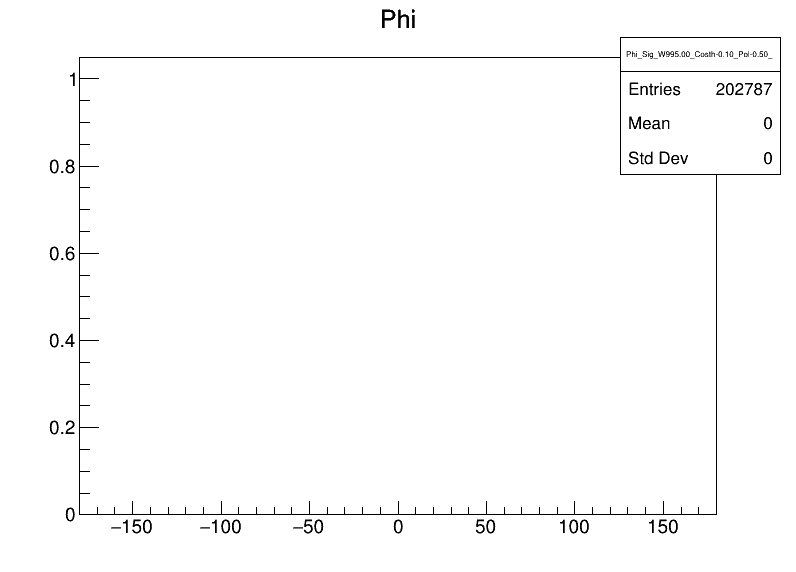 Phi
Phi_Sig_W995.00_Costh-0.10_Pol-0.50_
Entries 202787
Mean 0
Std Dev 0
1
0.8
0.6
0.4
0.2
0
−150 −100 −50 0 50 100 150